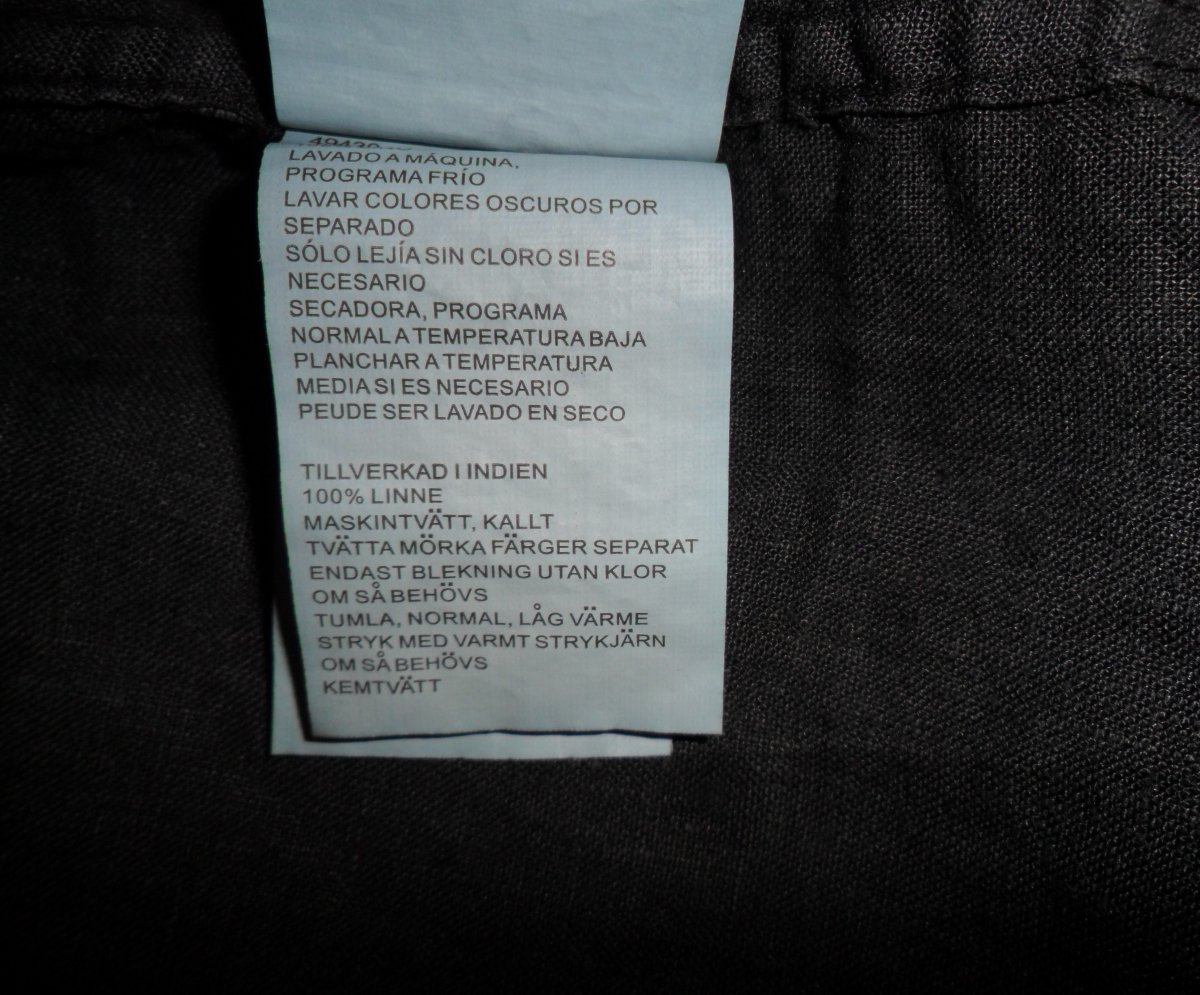 LAVADO A MÁQUINA,
PROGRAMA FRÍO
LAVAR COLORES OSCUROS POR
SEPARADO
SÓLO LEJÍA SIN CLORO SI ES
NECESARIO
SECADORA, PROGRAMA
NORMAL A TEMPERATURA BAJA
PLANCHAR A TEMPERATURA
MEDIA SI ES NECESARIO
PEUDE SER LAVADO EN SECO
TILLVERKAD I INDIEN
100% LINNE
MASKINTVÄTT, KALLT
TVÄTTA MÖRKA FÄRGER SEPARAT
ENDAST BLEKNING UTAN KLOR
OM SÅ BEHÖVS
TUMLA, NORMAL, LÅG VÄRME
STRYK MED VARMT STRYKJÄRN
OM SÅ BEHÖVS
KEMTVÄTT